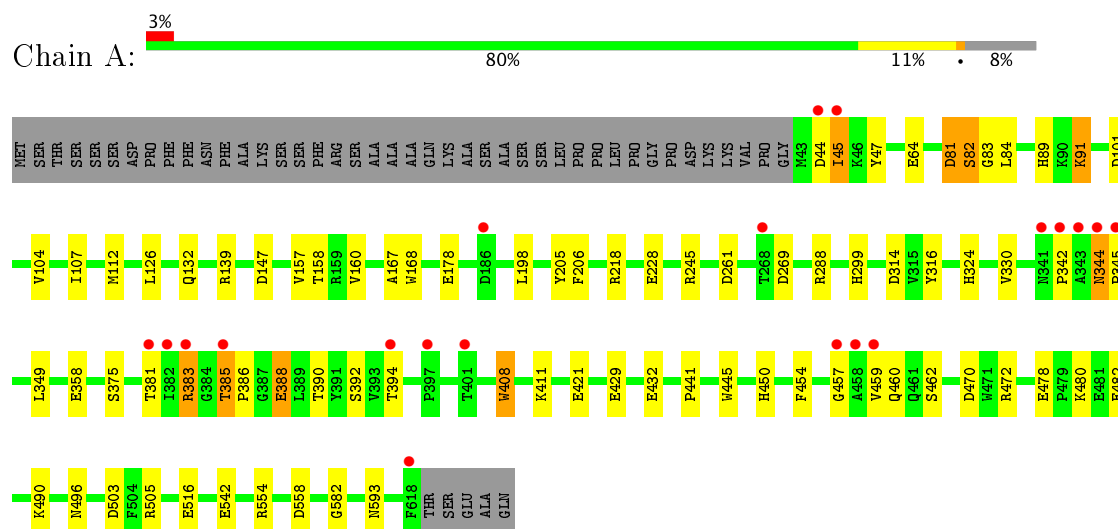 3%
Chain A:
80% 11% • 8%
MET SER THR SER SER SER ASP PRO PHE PHE ASN PHE ALA LYS SER SER PHE ARG SER ALA ALA ALA GLN LYS ALA SER ALA SER SER LEU PRO PRO LEU PRO GLY PRO ASP LYS LYS VAL PRO GLY M43 D44 I45 K46 Y47 E64 D81 S82 G83 L84 H89 K90 K91 D101
V104 I107 M112 L126 Q132 R139 D147 V157 T158 R159 V160 A167 W168 E178 D186 L198 Y205 F206 R218 E228 R245 D261 T268 D269 R288 H299 D314 V315 Y316 H324 V330 N341 P342 A343 N344 P345
L349 E358 S375 T381 I382 R383 G384 T385 P386 G387 E388 L389 T390 Y391 S392 V393 T394 P397 T401 W408 K411 E421 E429 E432 P441 W445 H450 F454 G457 A458 V459 Q460 Q461 S462 D470 W471 R472 E478 P479 K480 E481 E482
K490 N496 D503 F504 R505 E516 E542 R554 D558 G582 N593 F618 THR SER GLU ALA GLN